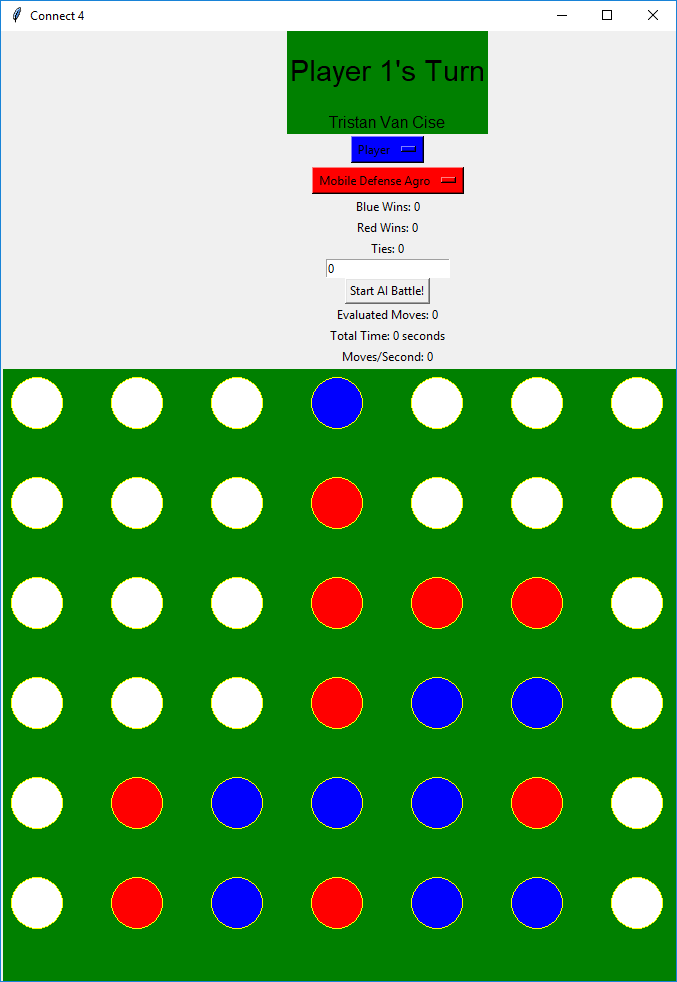 Connect 4
Player 1's Turn
Tristan Van Cise
Player
Mobile Defense Agro
Blue Wins: 0
Red Wins: 0
Ties: 0
0
Start AI Battle!
Evaluated Moves: 0
Total Time: 0 seconds
Moves/Second: 0